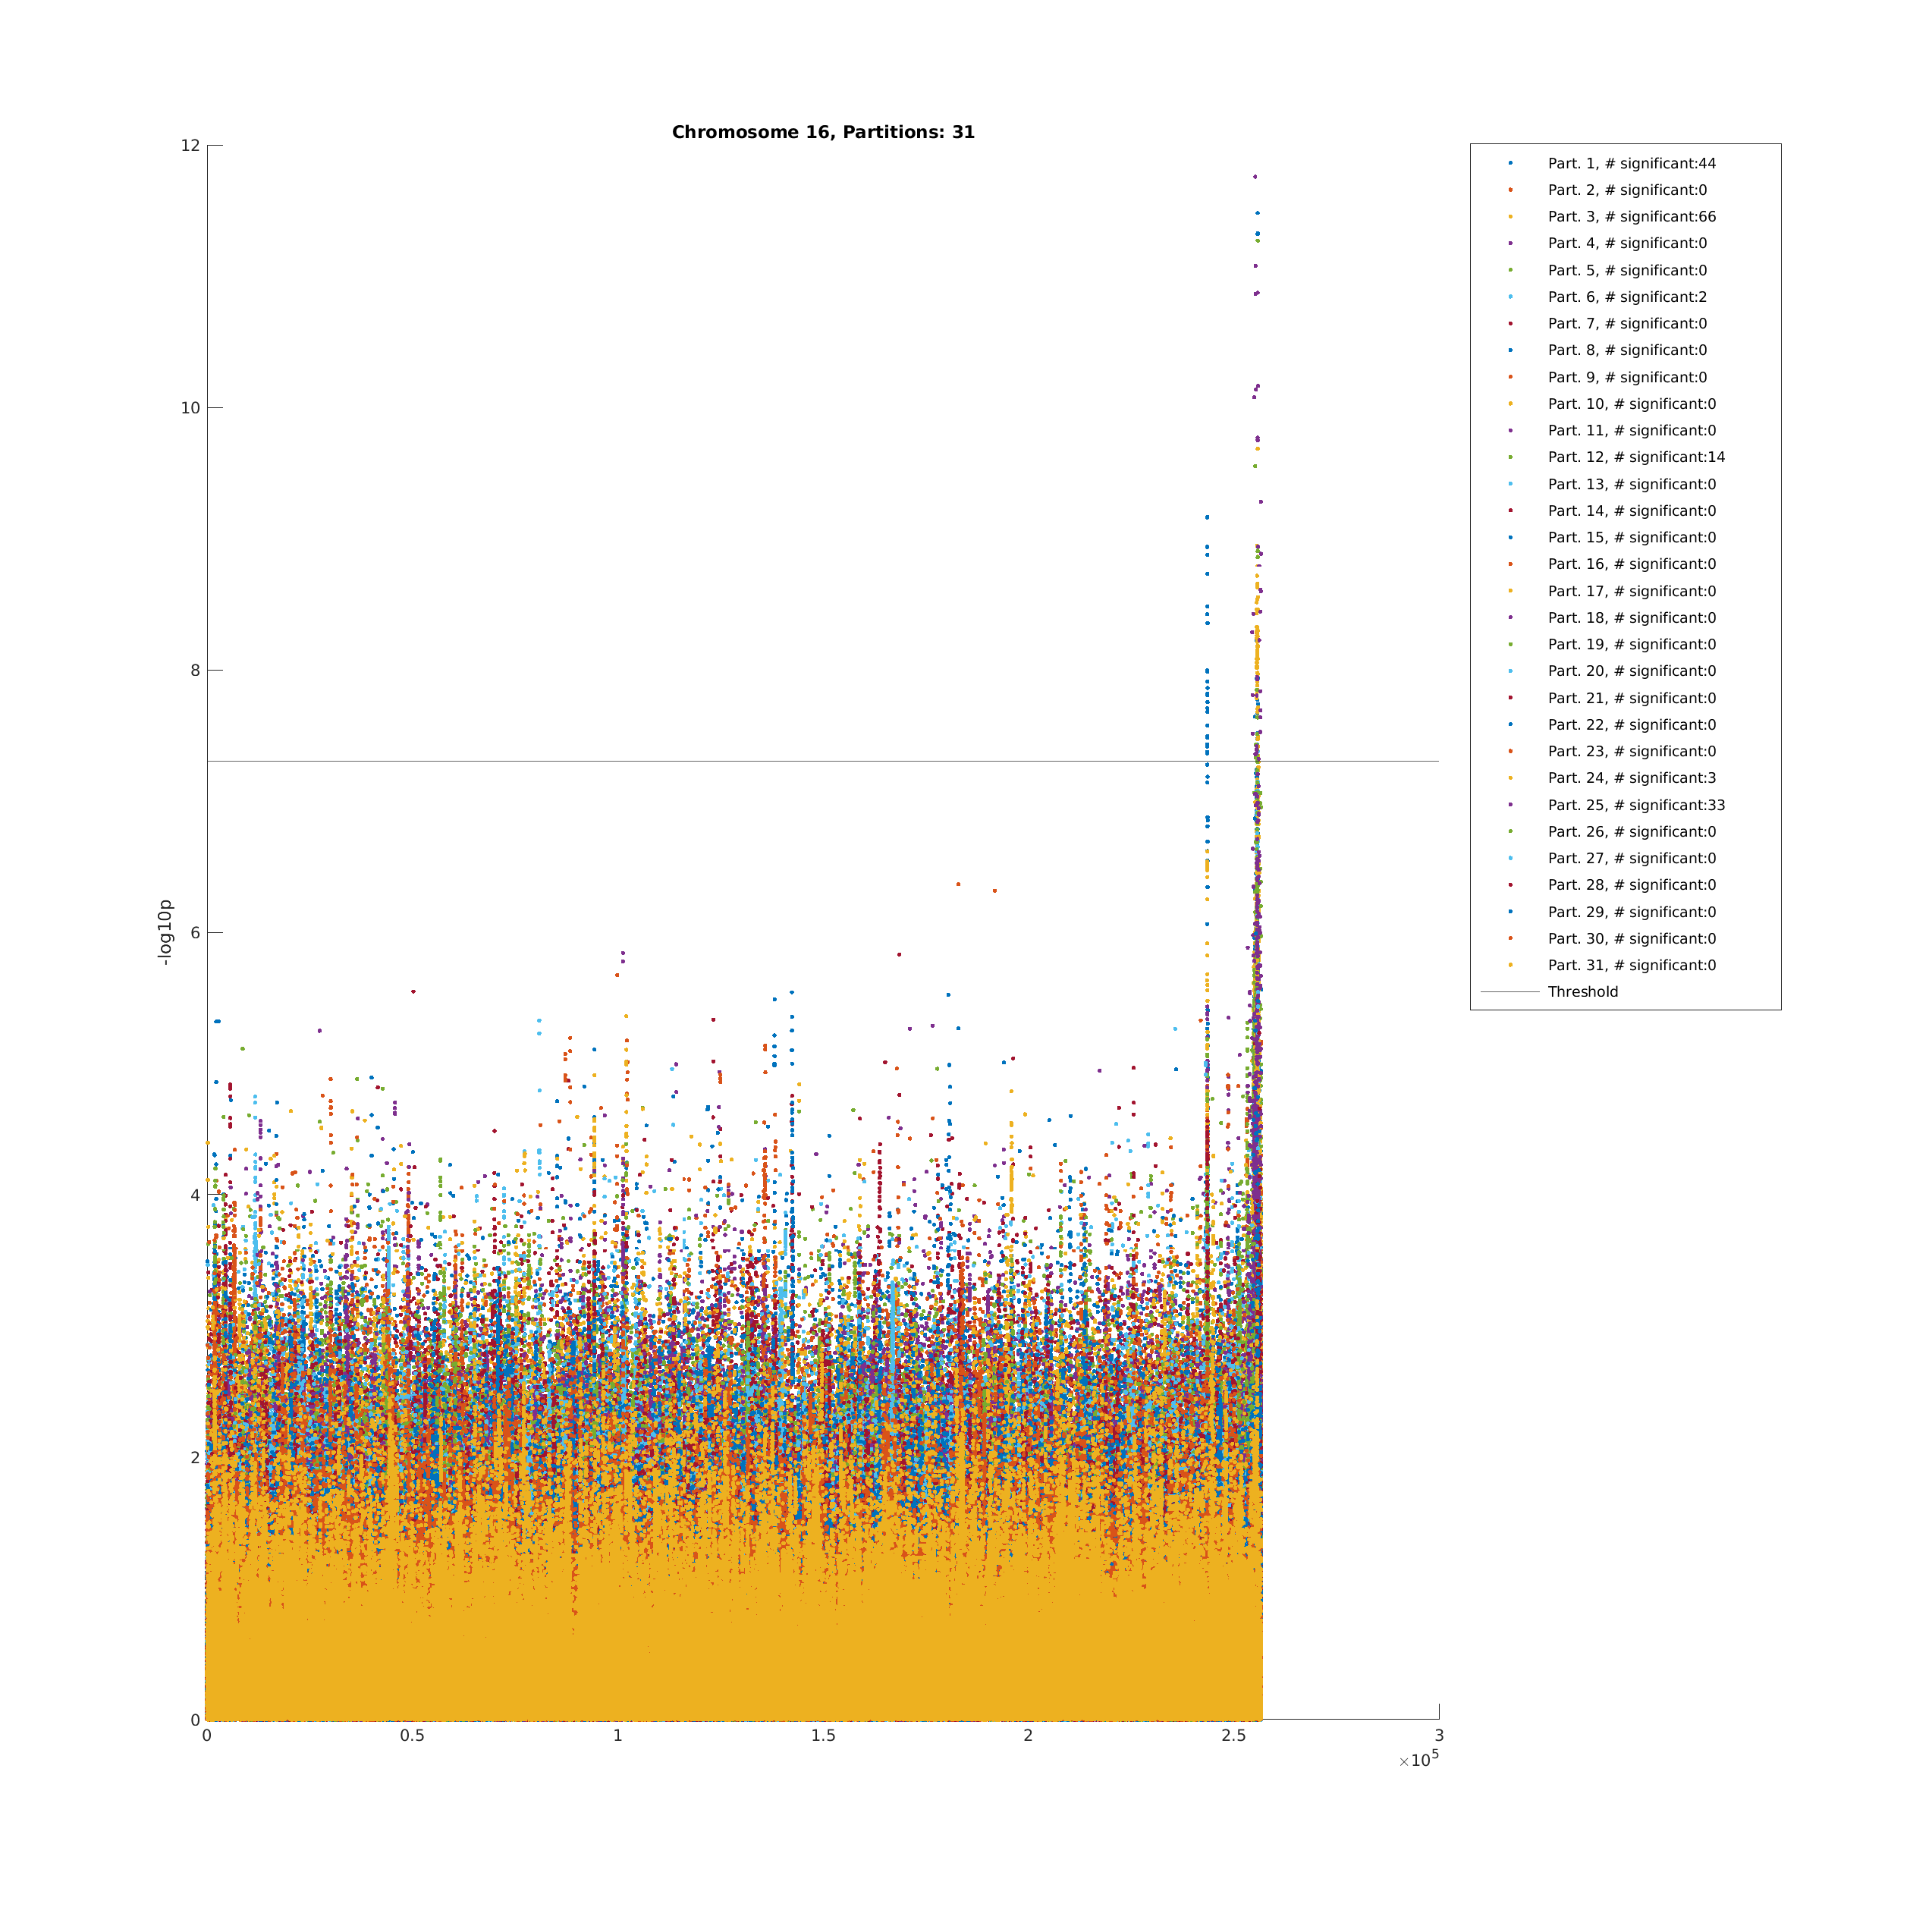 Chromosome 16, Partitions: 31
12
10
8
6
4
2
0
-log10p
0
0.5
1
1.5
2
2.5
3
×10^5
Part. 1, # significant:44
Part. 2, # significant:0
Part. 3, # significant:66
Part. 4, # significant:0
Part. 5, # significant:0
Part. 6, # significant:2
Part. 7, # significant:0
Part. 8, # significant:0
Part. 9, # significant:0
Part. 10, # significant:0
Part. 11, # significant:0
Part. 12, # significant:14
Part. 13, # significant:0
Part. 14, # significant:0
Part. 15, # significant:0
Part. 16, # significant:0
Part. 17, # significant:0
Part. 18, # significant:0
Part. 19, # significant:0
Part. 20, # significant:0
Part. 21, # significant:0
Part. 22, # significant:0
Part. 23, # significant:0
Part. 24, # significant:3
Part. 25, # significant:33
Part. 26, # significant:0
Part. 27, # significant:0
Part. 28, # significant:0
Part. 29, # significant:0
Part. 30, # significant:0
Part. 31, # significant:0
Threshold